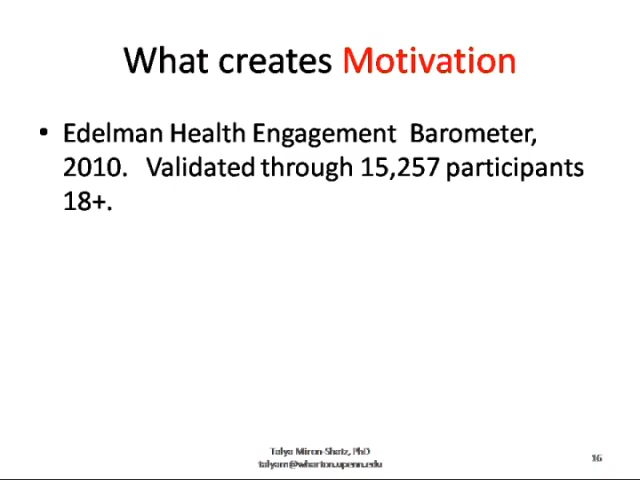 What creates Motivation
• Edelman Health Engagement Barometer,
2010. Validated through 15,257 participants
18+.
Talya Miron-Shatz, PhD
talyam@wharton.upenn.edu
16